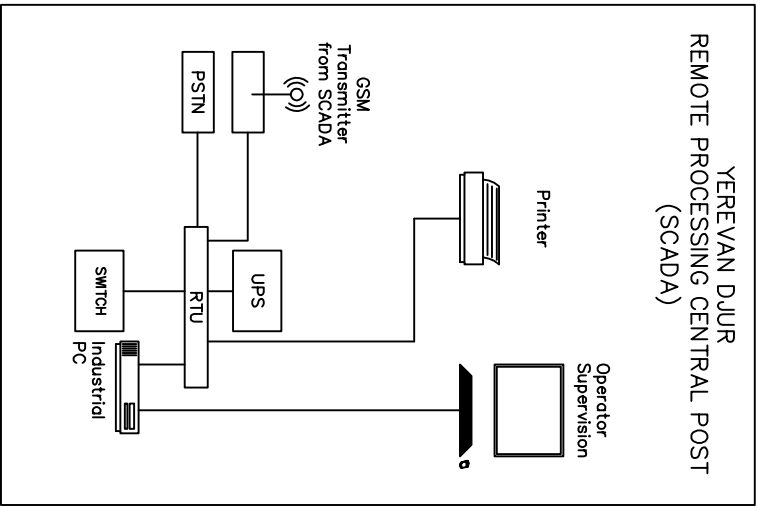 YEREVAN DJUR
REMOTE PROCESSING CENTRAL POST
(SCADA)
Operator
Supervision
Printer
GSM
Transmitter
from SCADA
PSTN
UPS
RTU
SWITCH
Industrial
PC